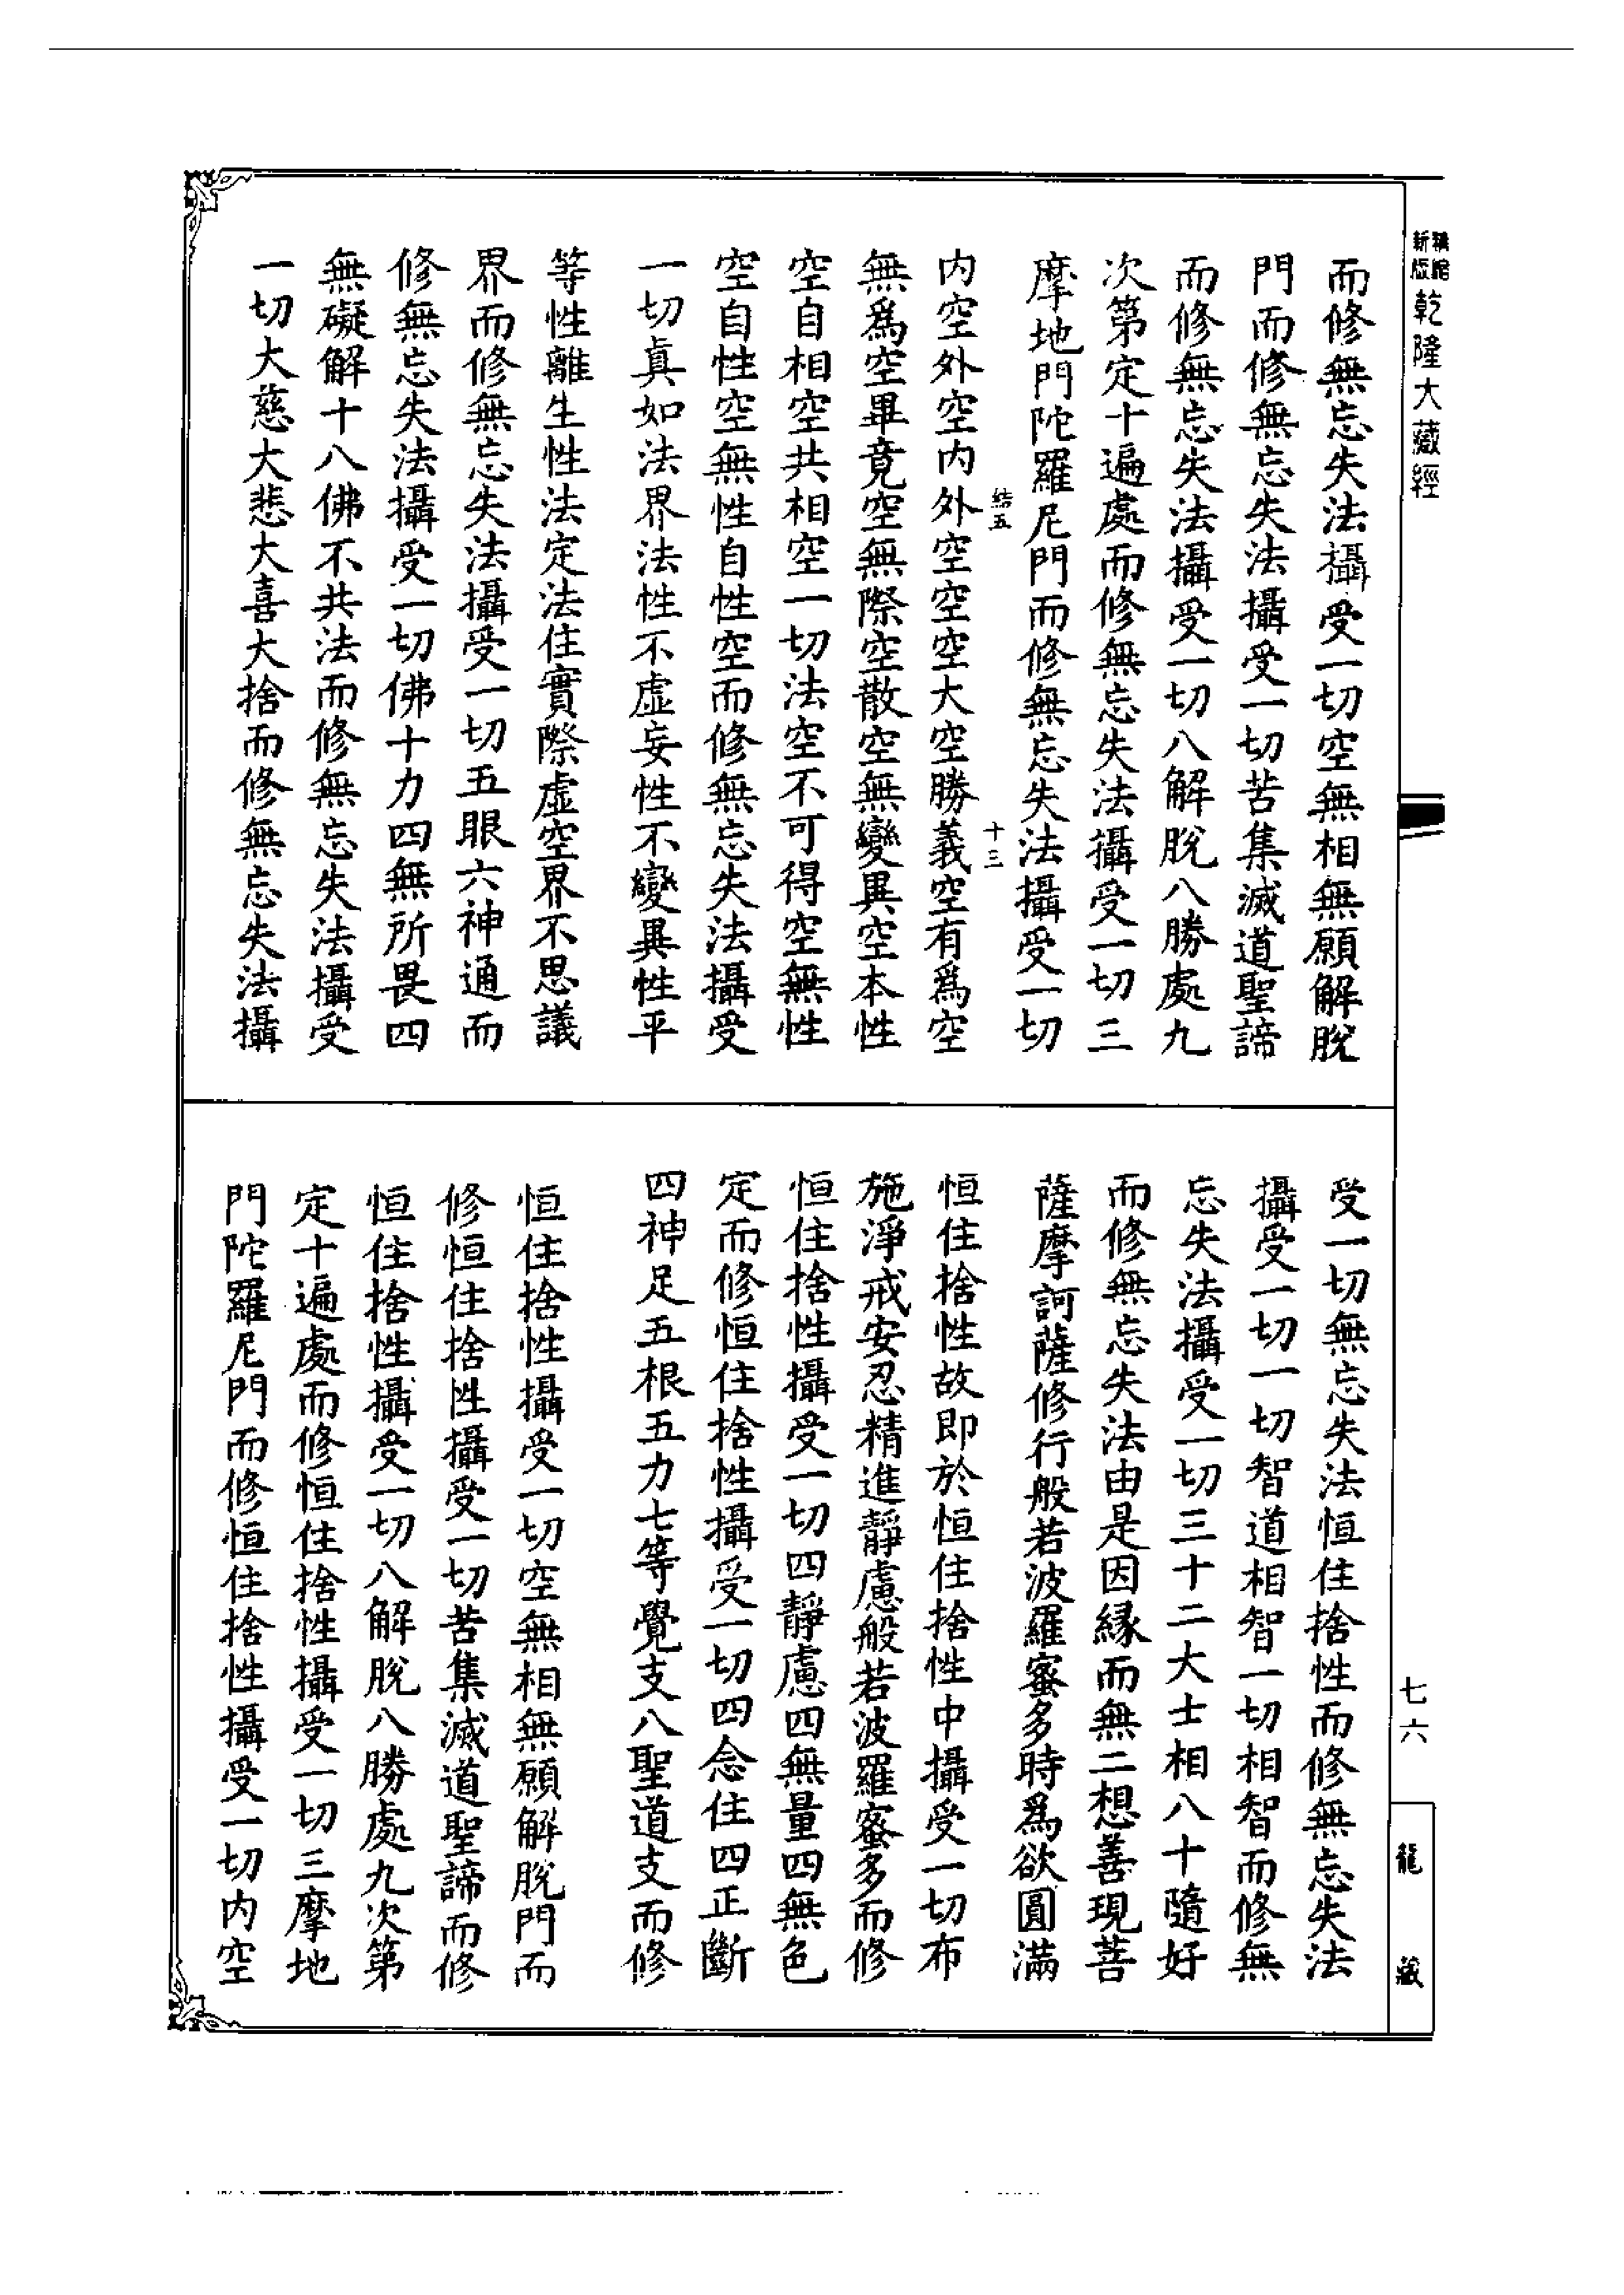 新版精縮乾隆大藏經
而修無忘失法攝受一切空無相無願解脫
門而修無忘失法攝受一切苦集滅道聖諦
而修無忘失法攝受一切八解脫八勝處九
次第定十遍處而修無忘失法攝受一切三
摩地門陀羅尼門而修無忘失法攝受一切
結五 十三
内空外空内外空空空大空勝義空有爲空
無爲空畢竟空無際空散空無變異空本性
空自相空共相空一切法空不可得空無性
空自性空無性自性空而修無忘失法攝受
一切真如法界法性不虛妄性不變異性平
等性離生性法定法住實際虛空界不思議
界而修無忘失法攝受一切五眼六神通而
修無忘失法攝受一切佛十力四無所畏四
無礙解十八佛不共法而修無忘失法攝受
一切大慈大悲大喜大捨而修無忘失法攝
受一切無忘失法恒住捨性而修無忘失法
攝受一切一切智道相智一切相智而修無
忘失法攝受一切三十二大士相八十隨好
而修無忘失法由是因緣而無二想善現菩
薩摩訶薩修行般若波羅蜜多時爲欲圓滿
恒住捨性故即於恒住捨性中攝受一切布
施淨戒安忍精進靜慮般若波羅蜜多而修
恒住捨性攝受一切四靜慮四無量四無色
定而修恒住捨性攝受一切四念住四正斷
四神足五根五力七等覺支八聖道支而修
恒住捨性攝受一切空無相無願解脫門而
修恒住捨性攝受一切苦集滅道聖諦而修
恒住捨性攝受一切八解脫八勝處九次第
定十遍處而修恒住捨性攝受一切三摩地
門陀羅尼門而修恒住捨性攝受一切内空
七六
龍藏